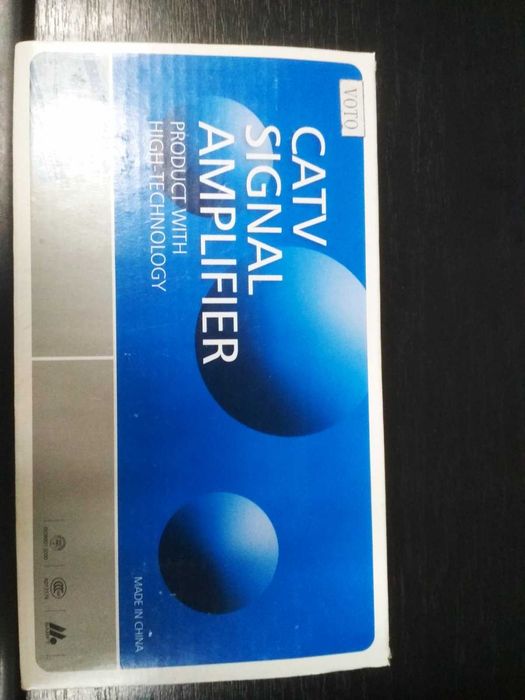 VOTO
CATV
SIGNAL
AMPLIFIER
PRODUCT WITH
HIGH-TECHNOLOGY
MADE IN CHINA